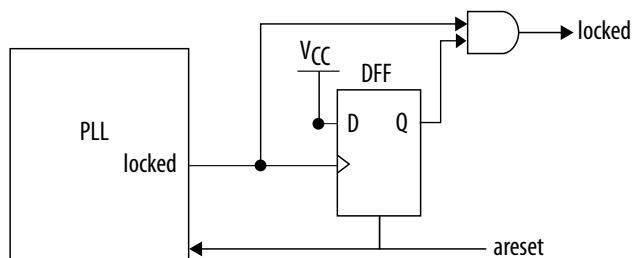 locked
VCC
DFF
D Q
PLL
locked
areset